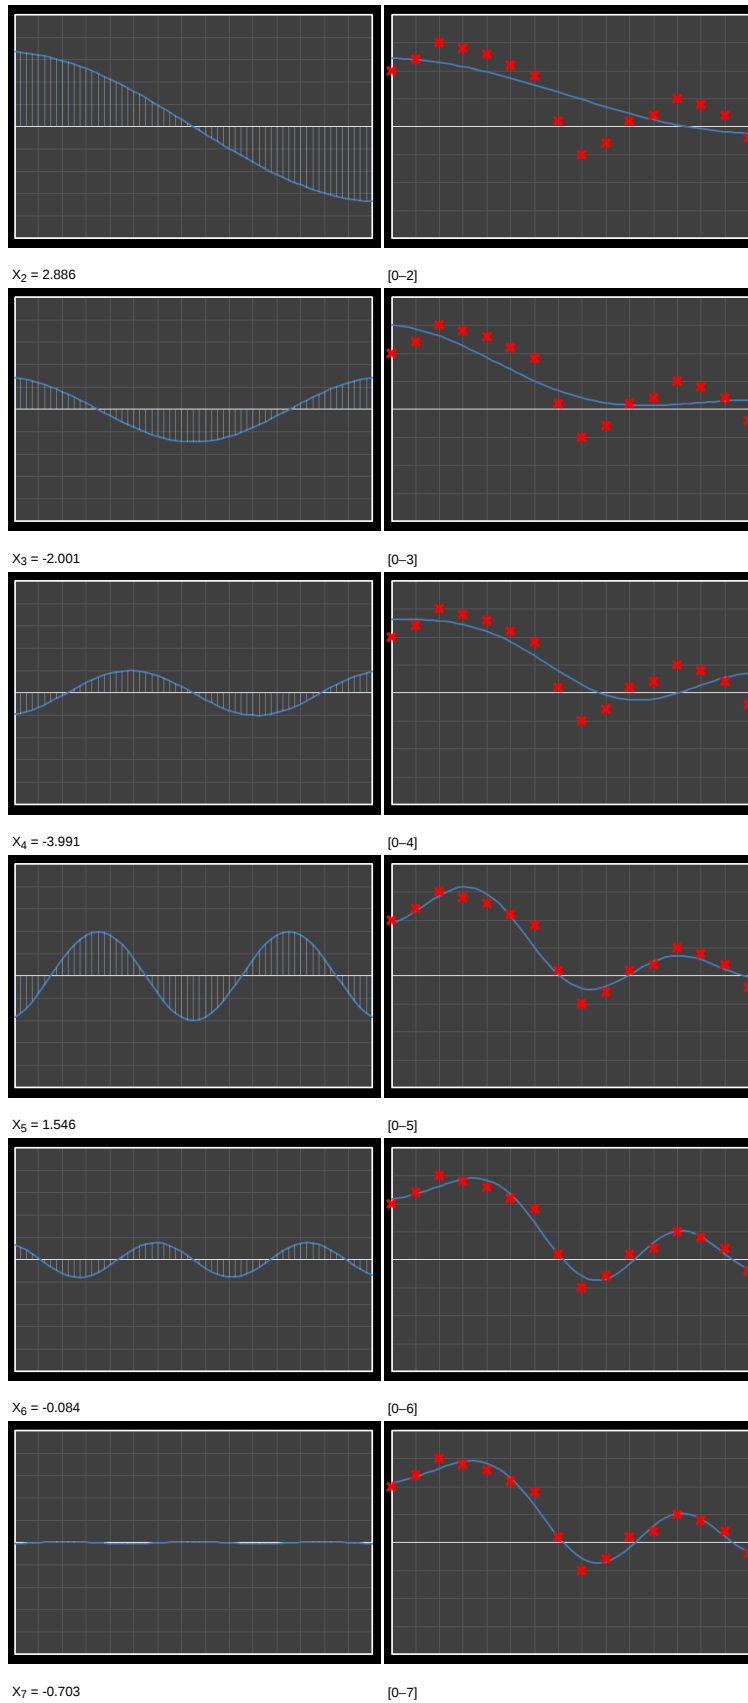 X2 = 2.886 [0–2]
X3 = -2.001 [0–3]
X4 = -3.991 [0–4]
X5 = 1.546 [0–5]
X6 = -0.084 [0–6]
X7 = -0.703 [0–7]